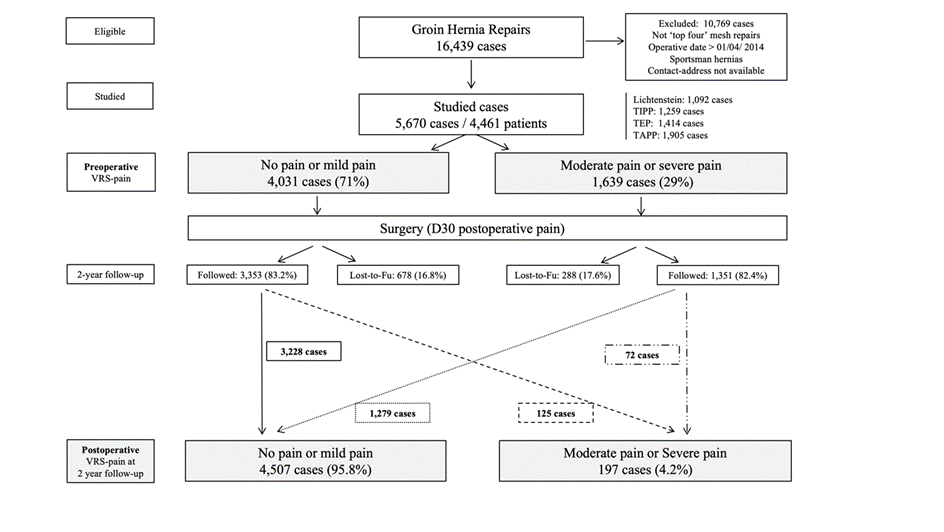 Eligible
Groin Hernia Repairs
16,439 cases
Excluded: 10,769 cases
Not ‘top four’ mesh repairs
Operative date > 01/04/ 2014
Sportsman hernias
Contact-address not available
Studied
Studied cases
5,670 cases / 4,461 patients
Lichtenstein: 1,092 cases
TIPP: 1,259 cases
TEP: 1,414 cases
TAPP: 1,905 cases
Preoperative
VRS-pain
No pain or mild pain
4,031 cases (71%)
Moderate pain or severe pain
1,639 cases (29%)
Surgery (D30 postoperative pain)
2-year follow-up
Followed: 3,353 (83.2%)
Lost-to-Fu: 678 (16.8%)
Lost-to-Fu: 288 (17.6%)
Followed: 1,351 (82.4%)
3,228 cases
72 cases
1,279 cases
125 cases
Postoperative
VRS-pain at
2 year follow-up
No pain or mild pain
4,507 cases (95.8%)
Moderate pain or Severe pain
197 cases (4.2%)